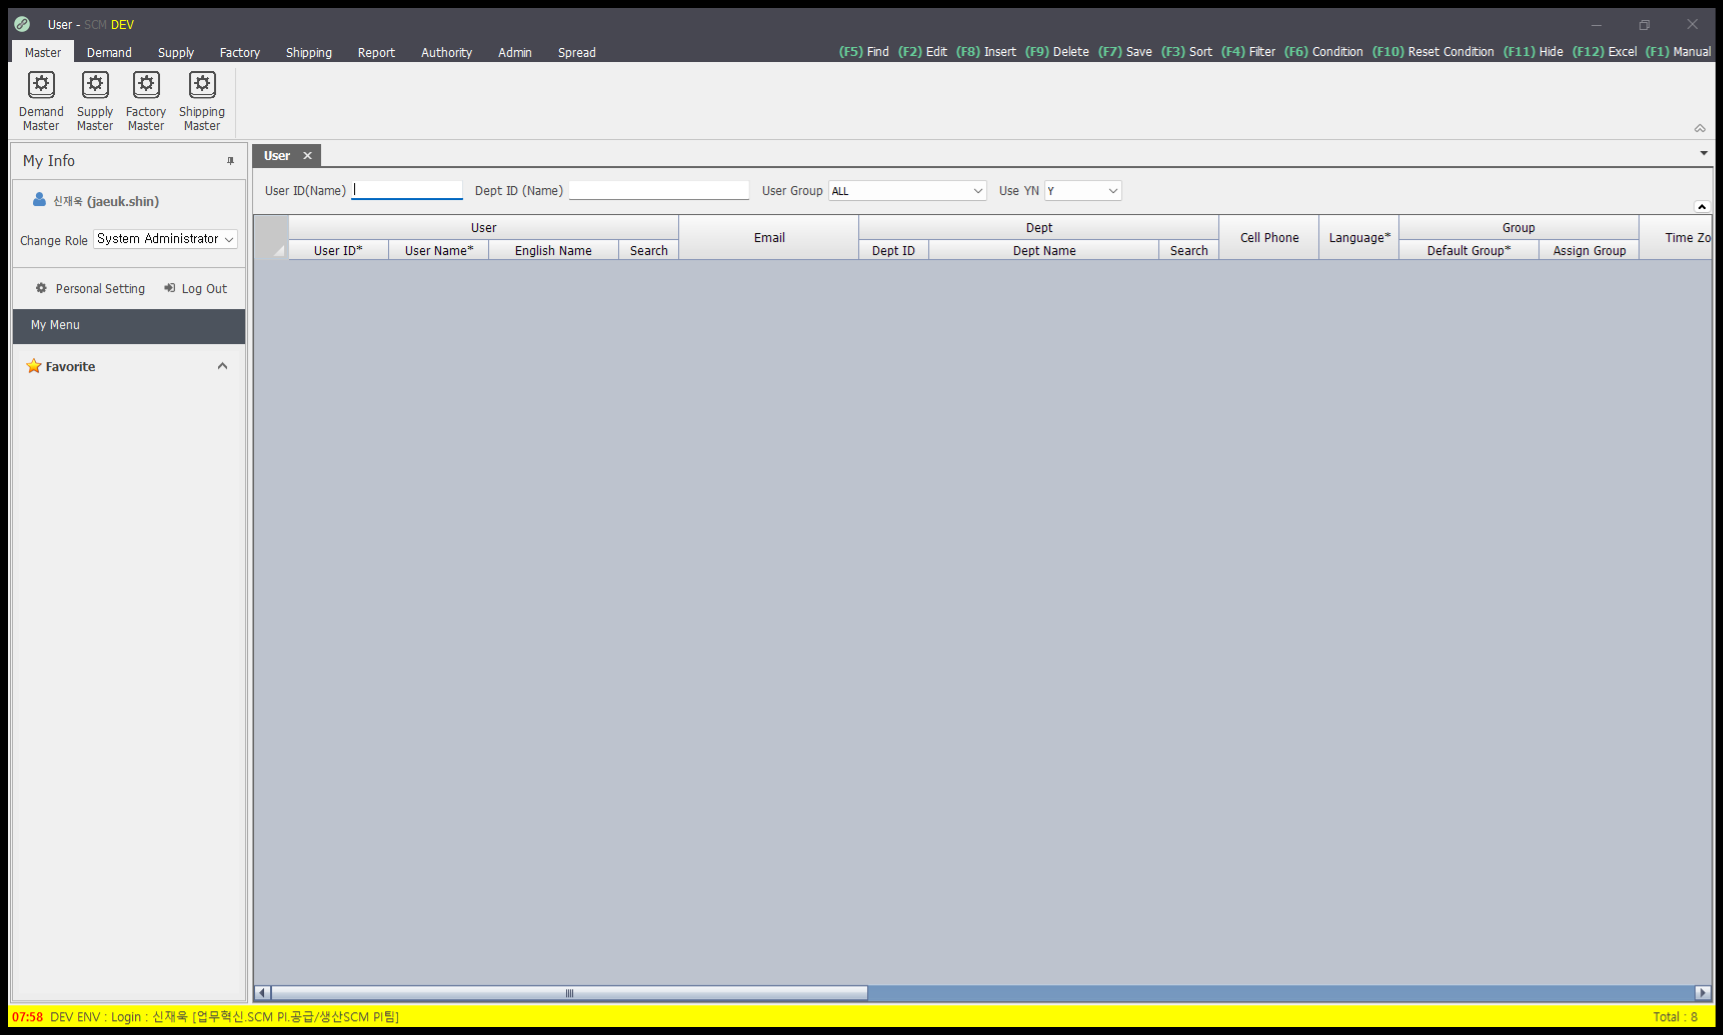 User - SCM DEV
Master Demand Supply Factory Shipping Report Authority Admin Spread (F5) Find (F2) Edit (F8) Insert (F9) Delete (F7) Save (F3) Sort (F4) Filter (F6) Condition (F10) Reset Condition (F11) Hide (F12) Excel (F1) Manual
Demand Master Supply Master Factory Master Shipping Master
My Info
신재욱 (jaeuk.shin)
Change Role System Administrator
Personal Setting Log Out
My Menu
Favorite
User
User ID(Name) Dept ID (Name) User Group ALL Use YN Y
User Email Dept Cell Phone Language* Group Time Zo
User ID* User Name* English Name Search Dept ID Dept Name Search Default Group* Assign Group
07:58 DEV ENV : Login : 신재욱 [업무혁신.SCM PI.공급/생산SCM PI팀] Total : 8